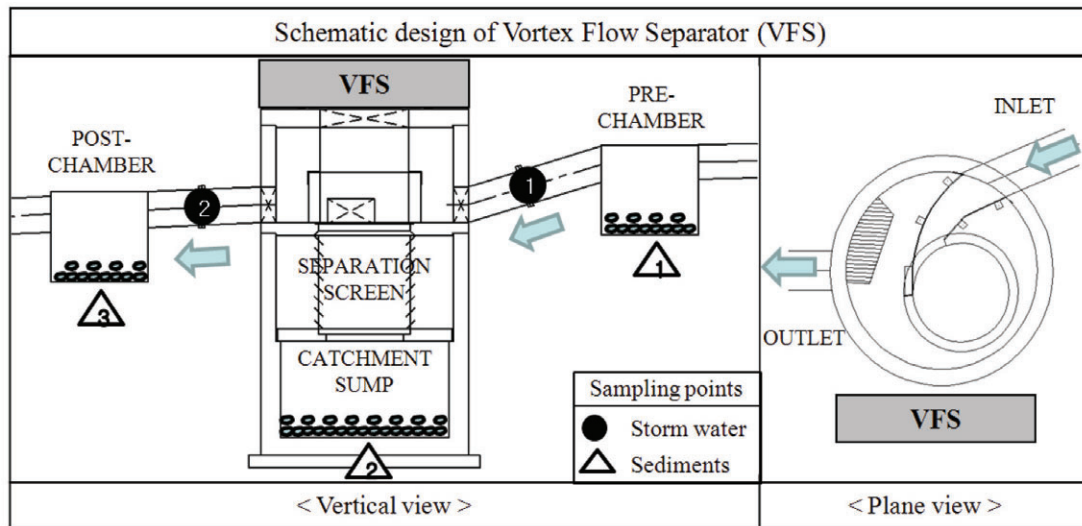 Schematic design of Vortex Flow Separator (VFS)
VFS
POST-
CHAMBER
PRE-
CHAMBER
2
1
SEPARATION
SCREEN
1
3
CATCHMENT
SUMP
2
Sampling points
Storm water
Sediments
INLET
OUTLET
VFS
< Vertical view >
< Plane view >